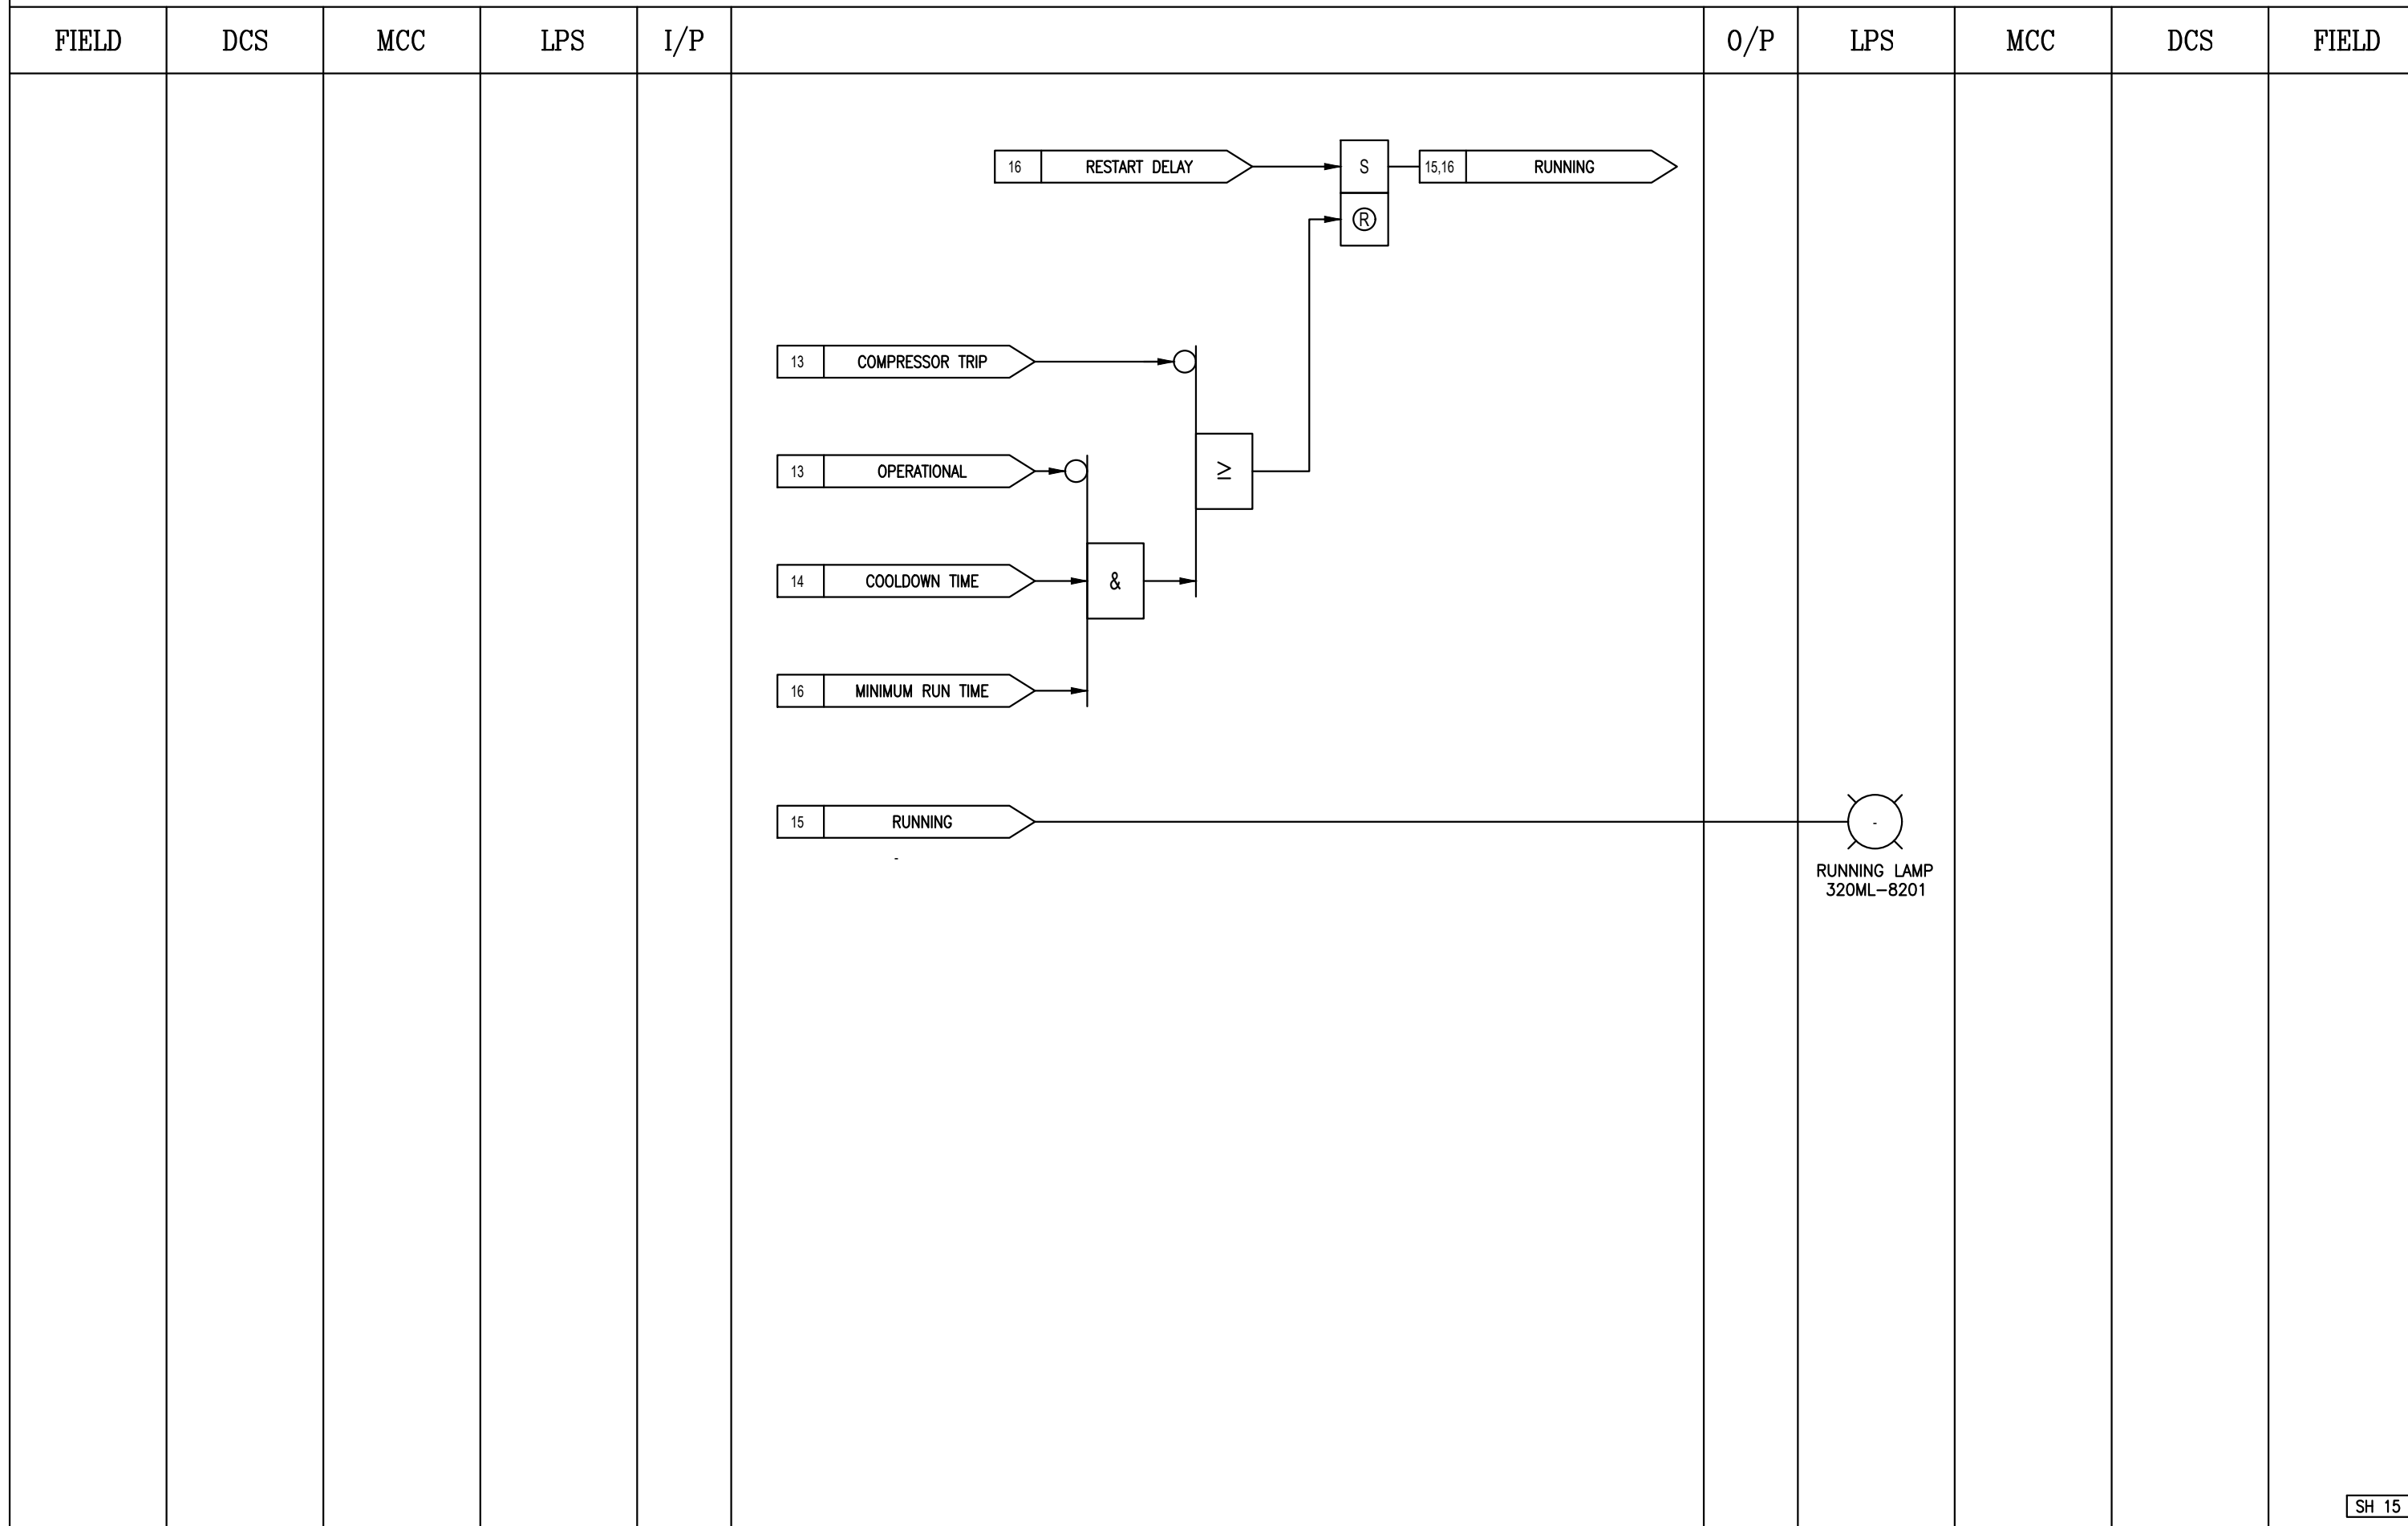 FIELD DCS MCC LPS I/P O/P LPS MCC DCS FIELD
16 RESTART DELAY S 15,16 RUNNING
R
13 COMPRESSOR TRIP
13 OPERATIONAL ≥
14 COOLDOWN TIME &
16 MINIMUM RUN TIME
15 RUNNING -
-
RUNNING LAMP
320ML-8201
SH 15